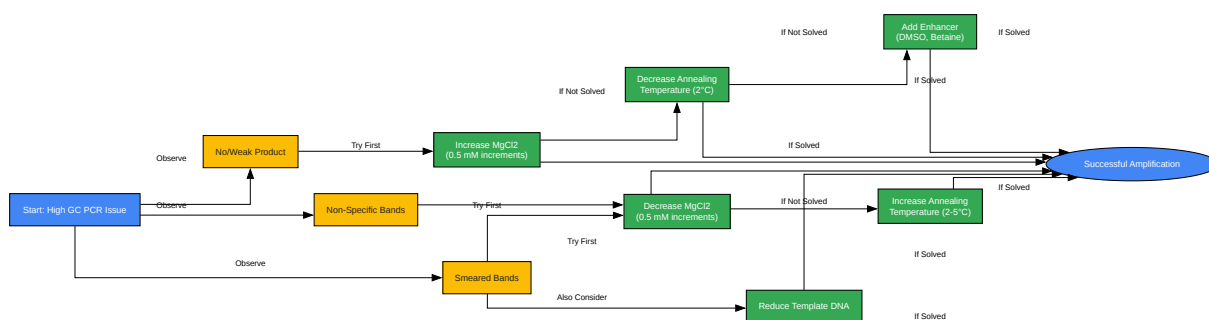 Add Enhancer
(DMSO, Betaine)
If Not Solved
If Solved
Decrease Annealing
Temperature (2°C)
If Not Solved
If Solved
No/Weak Product
Observe
Try First
Increase MgCl2
(0.5 mM increments)
If Solved
Successful Amplification
Start: High GC PCR Issue
Observe
Non-Specific Bands
Try First
Decrease MgCl2
(0.5 mM increments)
If Not Solved
Increase Annealing
Temperature (2-5°C)
If Solved
Try First
Observe
Smeared Bands
If Solved
Also Consider
Reduce Template DNA
If Solved